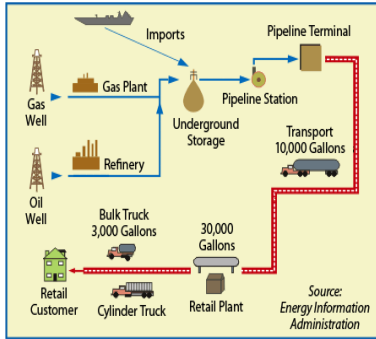 Imports
Pipeline Terminal
Gas Plant
Gas
Well
Pipeline Station
Underground
Storage
Refinery
Transport
10,000 Gallons
Oil
Well
Bulk Truck
3,000 Gallons
30,000
Gallons
Retail
Customer
Cylinder Truck
Retail Plant
Source:
Energy Information
Administration